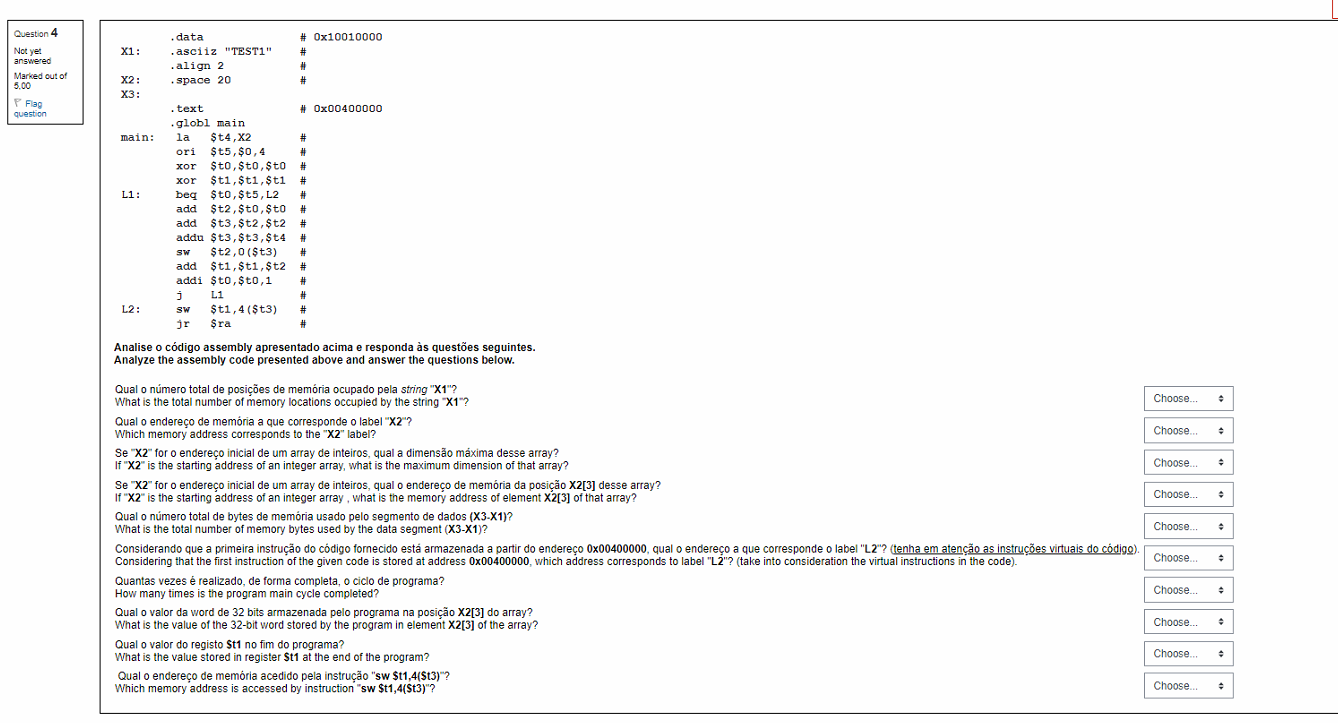 Question 4
Not yet
answered
Marked out of
5,00
Flag
question
.data # 0x10010000
X1: .asciiz "TEST1" #
.align 2 #
X2: .space 20 #
X3:
.text # 0x00400000
.globl main
main: la $t4,X2 #
ori $t5,$0,4 #
xor $t0,$t0,$t0 #
xor $t1,$t1,$t1 #
L1: beq $t0,$t5,L2 #
add $t2,$t0,$t0 #
add $t3,$t2,$t2 #
addu $t3,$t3,$t4 #
sw $t2,0($t3) #
add $t1,$t1,$t2 #
addi $t0,$t0,1 #
j L1 #
L2: sw $t1,4($t3) #
jr $ra #
Analise o código assembly apresentado acima e responda às questões seguintes.
Analyze the assembly code presented above and answer the questions below.
Qual o número total de posições de memória ocupado pela string "X1"?
What is the total number of memory locations occupied by the string "X1"?
Choose...
Qual o endereço de memória a que corresponde o label "X2"?
Which memory address corresponds to the "X2" label?
Choose...
Se "X2" for o endereço inicial de um array de inteiros, qual a dimensão máxima desse array?
If "X2" is the starting address of an integer array, what is the maximum dimension of that array?
Choose...
Se "X2" for o endereço inicial de um array de inteiros, qual o endereço de memória da posição X2[3] desse array?
If "X2" is the starting address of an integer array , what is the memory address of element X2[3] of that array?
Choose...
Qual o número total de bytes de memória usado pelo segmento de dados (X3-X1)?
What is the total number of memory bytes used by the data segment (X3-X1)?
Choose...
Considerando que a primeira instrução do código fornecido está armazenada a partir do endereço 0x00400000, qual o endereço a que corresponde o label "L2"? (tenha em atenção as instruções virtuais do código).
Considering that the first instruction of the given code is stored at address 0x00400000, which address corresponds to label "L2"? (take into consideration the virtual instructions in the code).
Choose...
Quantas vezes é realizado, de forma completa, o ciclo de programa?
How many times is the program main cycle completed?
Choose...
Qual o valor da word de 32 bits armazenada pelo programa na posição X2[3] do array?
What is the value of the 32-bit word stored by the program in element X2[3] of the array?
Choose...
Qual o valor do registo $t1 no fim do programa?
What is the value stored in register $t1 at the end of the program?
Choose...
Qual o endereço de memória acedido pela instrução "sw $t1,4($t3)"?
Which memory address is accessed by instruction "sw $t1,4($t3)"?
Choose...